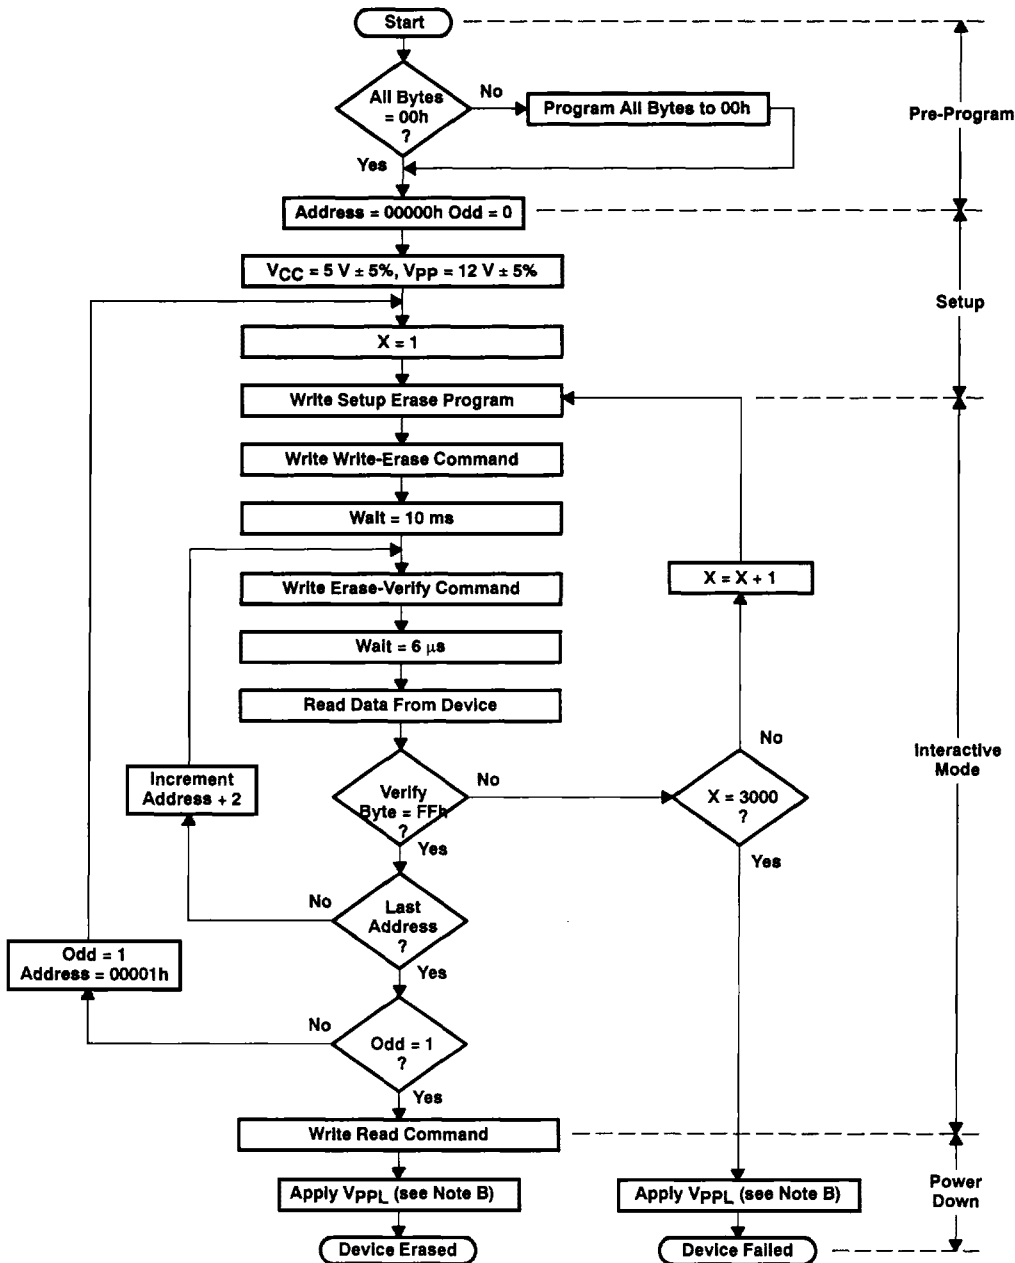 Start
All Bytes
= 00h
?
No
Program All Bytes to 00h
Pre-Program
Yes
Address = 00000h Odd = 0
VCC = 5 V ± 5%, VPP = 12 V ± 5%
Setup
X = 1
Write Setup Erase Program
Write Write-Erase Command
Wait = 10 ms
X = X + 1
Write Erase-Verify Command
Wait = 6 µs
Read Data From Device
No
Interactive
Mode
Increment
Address + 2
Verify
Byte = FFh
?
No
X = 3000
?
Yes
Yes
No
Last
Address
?
Odd = 1
Address = 00001h
Yes
No
Odd = 1
?
Yes
Write Read Command
Apply VPPL (see Note B)
Apply VPPL (see Note B)
Power
Down
Device Erased
Device Failed